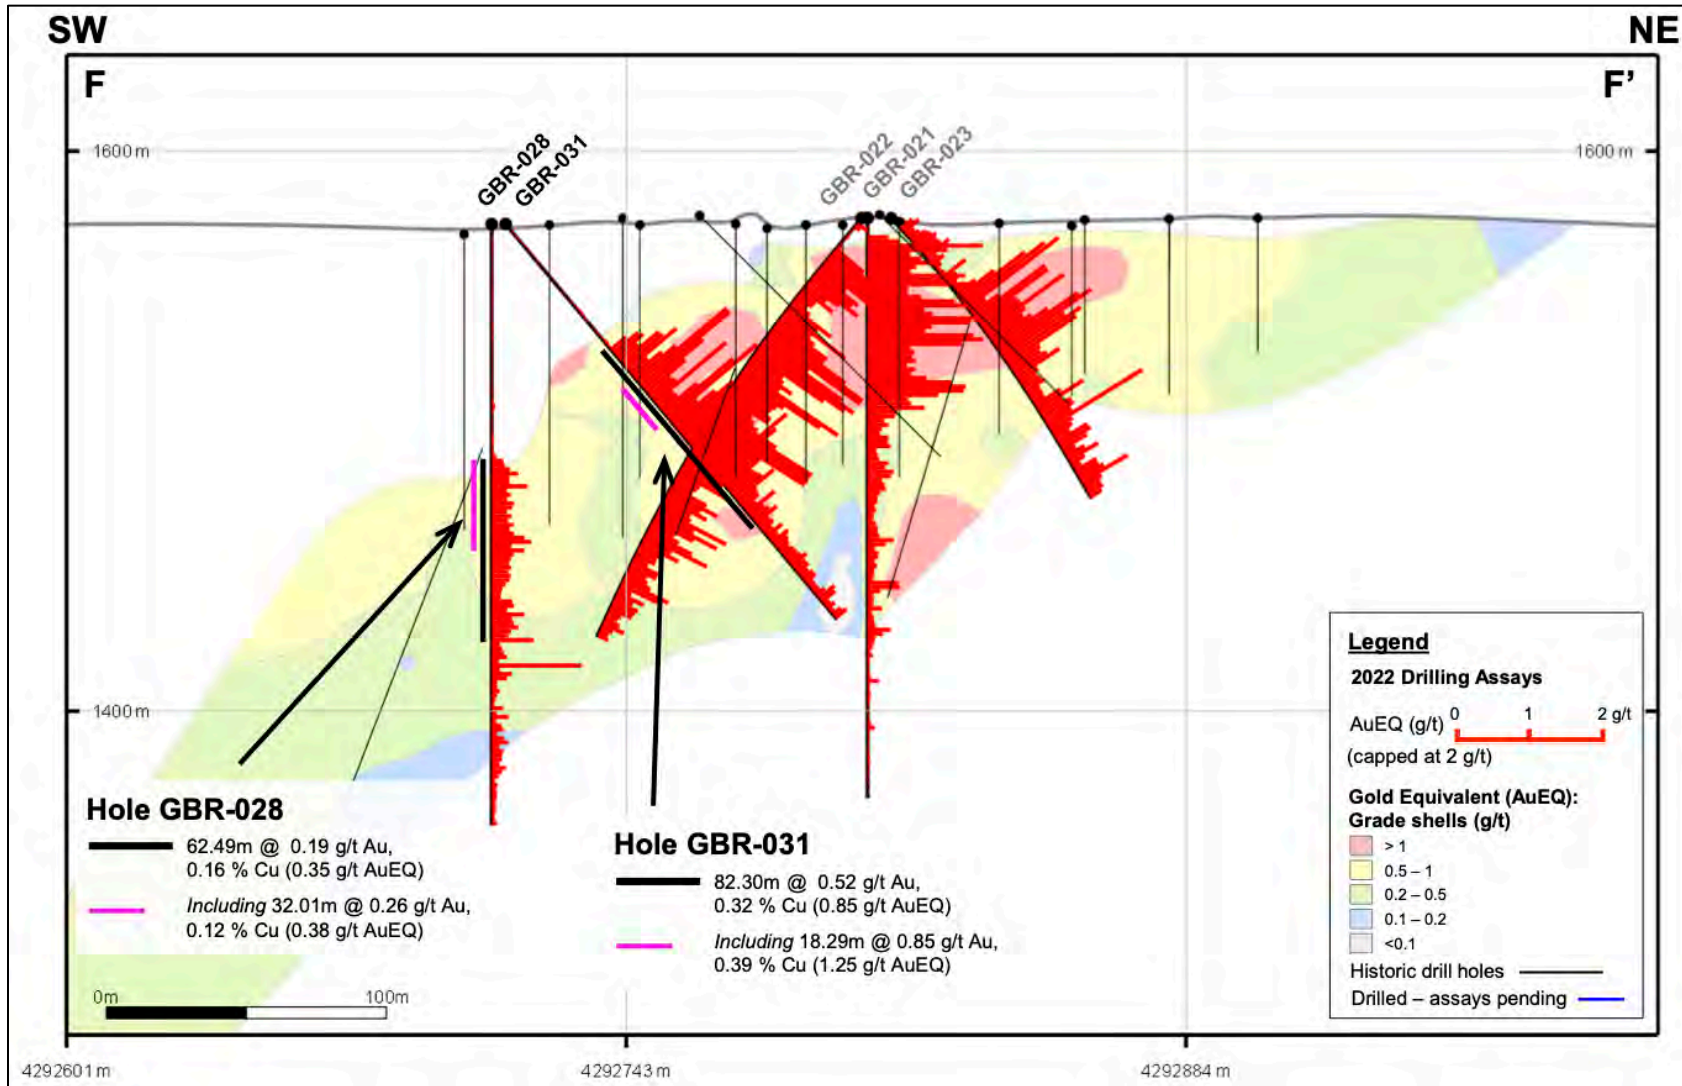 SW
NE
F
F’
1600 m
1600 m
GBR-028
GBR-031
GBR-022
GBR-021
GBR-023
1400 m
Hole GBR-028
62.49m @ 0.19 g/t Au,
0.16 % Cu (0.35 g/t AuEQ)
Including 32.01m @ 0.26 g/t Au,
0.12 % Cu (0.38 g/t AuEQ)
Hole GBR-031
82.30m @ 0.52 g/t Au,
0.32 % Cu (0.85 g/t AuEQ)
Including 18.29m @ 0.85 g/t Au,
0.39 % Cu (1.25 g/t AuEQ)
Legend
2022 Drilling Assays
AuEQ (g/t) 0 1 2 g/t
(capped at 2 g/t)
Gold Equivalent (AuEQ):
Grade shells (g/t)
> 1
0.5 – 1
0.2 – 0.5
0.1 – 0.2
<0.1
Historic drill holes
Drilled – assays pending
0m 100m
4292601 m
4292743 m
4292884 m